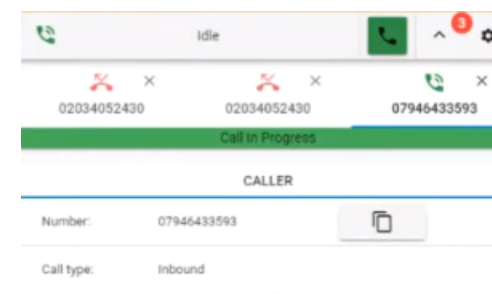 Idle
3
02034052430 02034052430 07946433593
Call In Progress
CALLER
Number: 07946433593
Call type: Inbound